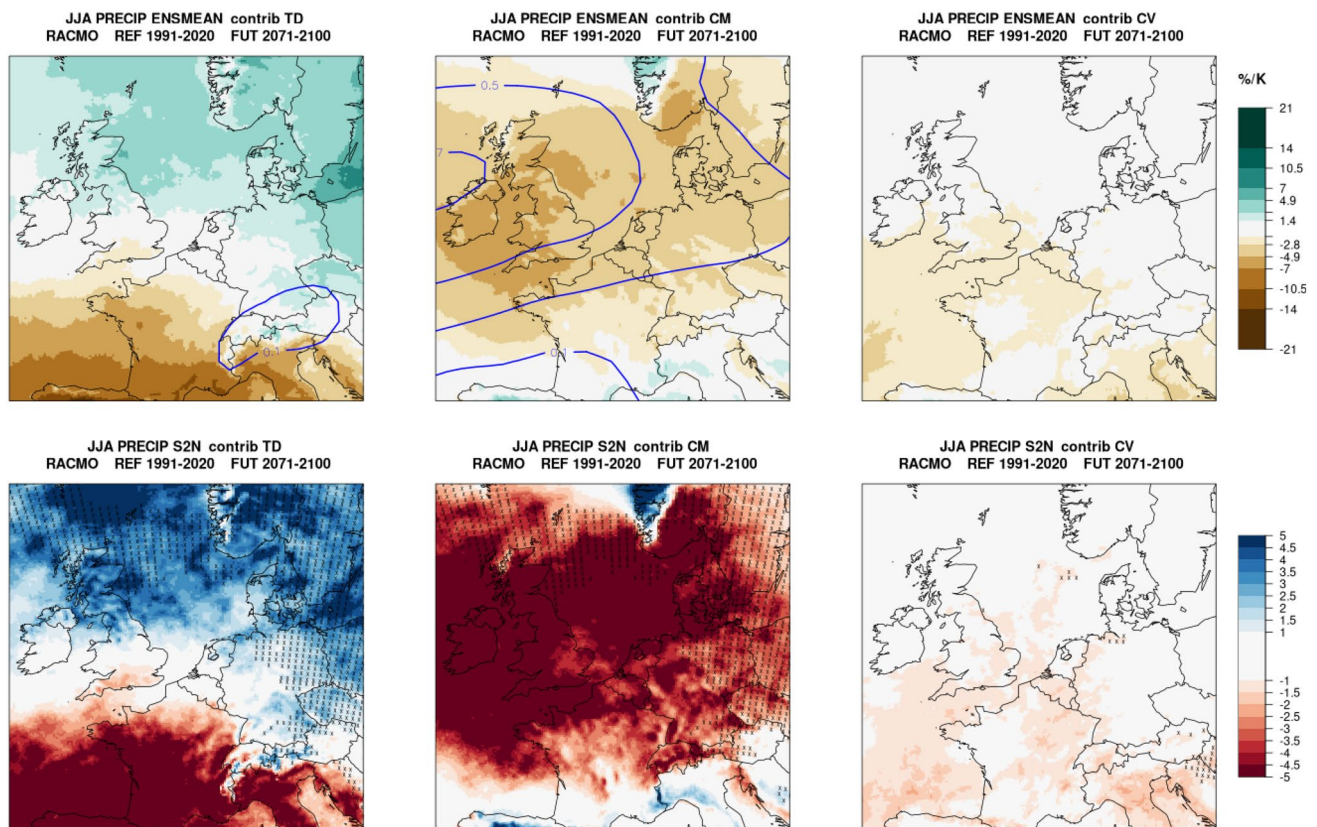 JJA PRECIP ENSMEAN contrib TD
RACMO REF 1991-2020 FUT 2071-2100
JJA PRECIP ENSMEAN contrib CM
RACMO REF 1991-2020 FUT 2071-2100
JJA PRECIP ENSMEAN contrib CV
RACMO REF 1991-2020 FUT 2071-2100
0.1
0.5
7
0.1
%/K
21
14
10.5
7
4.9
1.4
-2.8
-4.9
-7
-10.5
-14
-21
JJA PRECIP S2N contrib TD
RACMO REF 1991-2020 FUT 2071-2100
JJA PRECIP S2N contrib CM
RACMO REF 1991-2020 FUT 2071-2100
JJA PRECIP S2N contrib CV
RACMO REF 1991-2020 FUT 2071-2100
5
4.5
4
3.5
3
2.5
2
1.5
1
-1
-1.5
-2
-2.5
-3
-3.5
-4
-4.5
-5